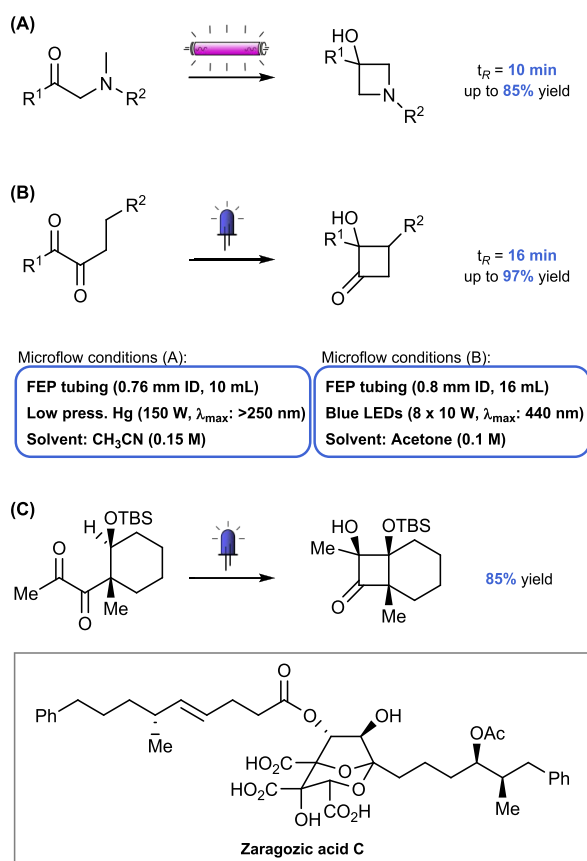 (A)
O
R¹
N
R²
HO
R¹
N
R²
tR = 10 min
up to 85% yield
(B)
O
R¹
O
R²
HO
R¹
R²
O
tR = 16 min
up to 97% yield
Microflow conditions (A):
FEP tubing (0.76 mm ID, 10 mL)
Low press. Hg (150 W, λmax: >250 nm)
Solvent: CH₃CN (0.15 M)
Microflow conditions (B):
FEP tubing (0.8 mm ID, 16 mL)
Blue LEDs (8 x 10 W, λmax: 440 nm)
Solvent: Acetone (0.1 M)
(C)
H
OTBS
O
Me
O
Me
HO
OTBS
Me
O
Me
85% yield
Ph
Me
O
O
OH
HO₂C
HO₂C
O
O
OH
CO₂H
OAc
Ph
Me
Zaragozic acid C